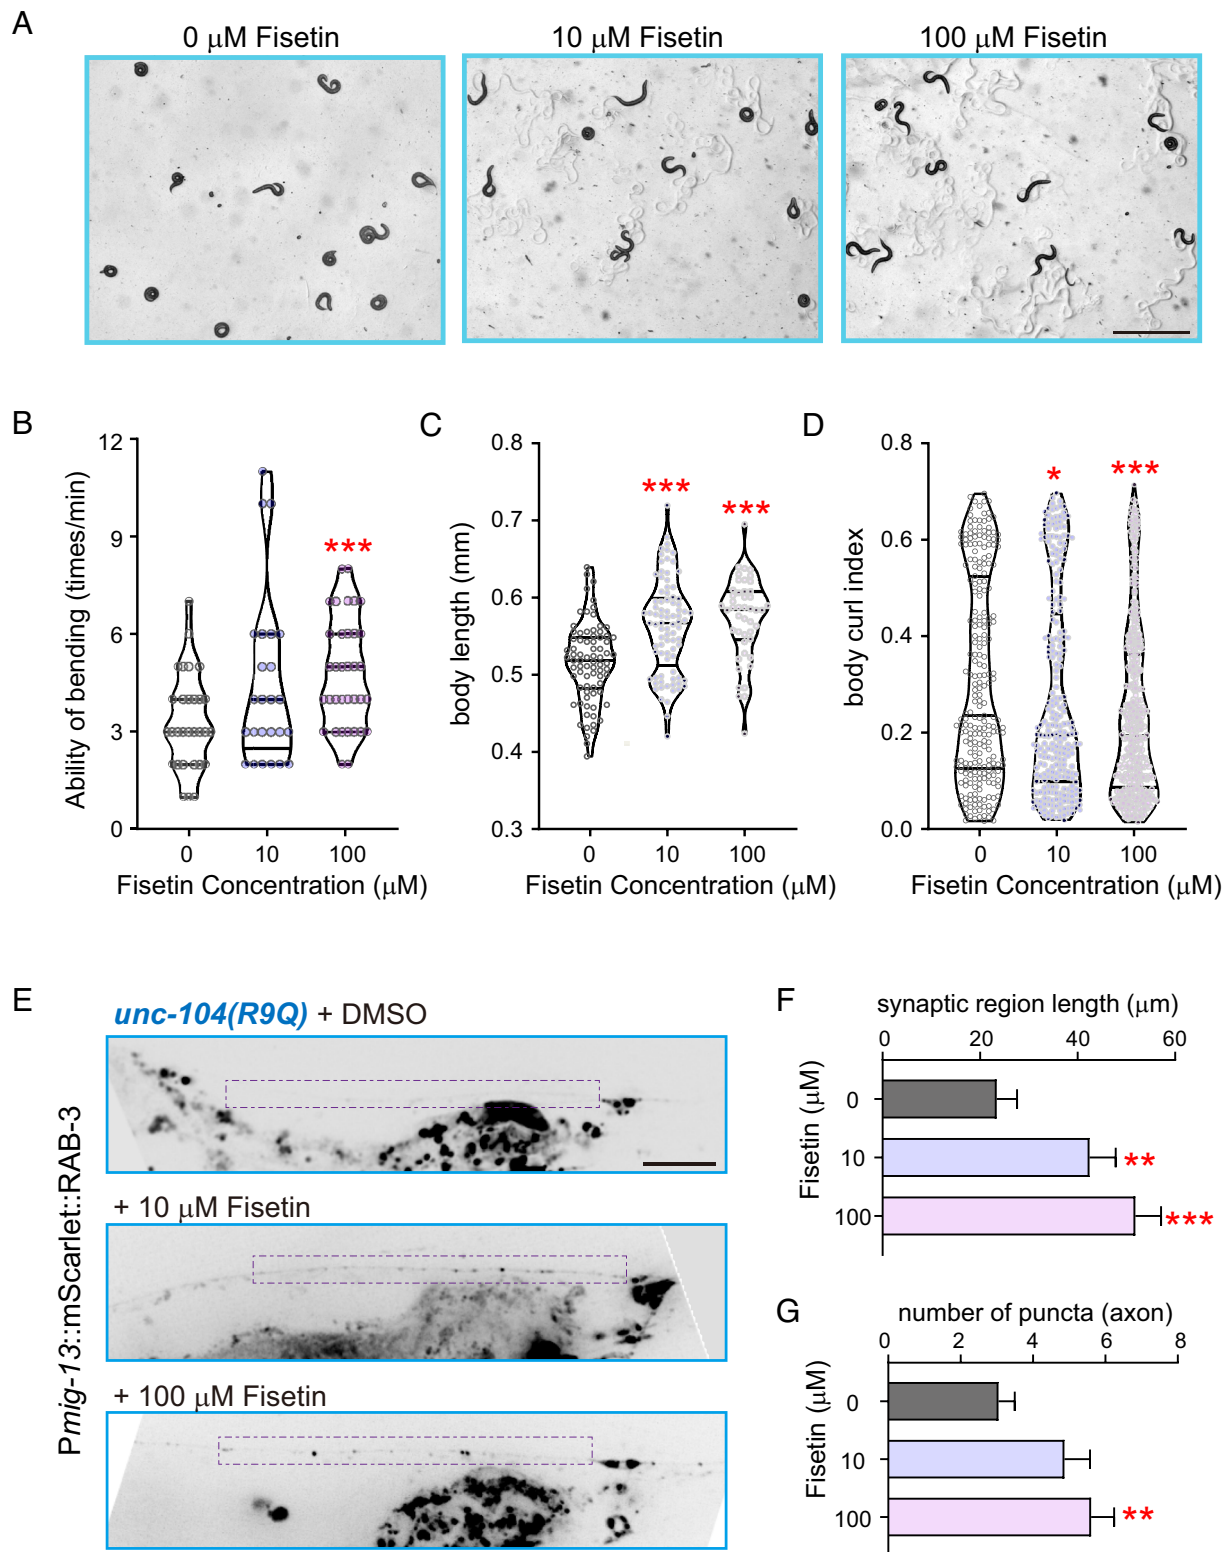 A
0 μM Fisetin
10 μM Fisetin
100 μM Fisetin
B
Ability of bending (times/min)
12
9
6
3
0
***
0
10
100
Fisetin Concentration (μM)
C
body length (mm)
0.8
0.7
0.6
0.5
0.4
0.3
***
***
0
10
100
Fisetin Concentration (μM)
D
body curl index
0.8
0.6
0.4
0.2
0.0
*
***
0
10
100
Fisetin Concentration (μM)
E
Pmig-13::mScarlet::RAB-3
unc-104(R9Q) + DMSO
+ 10 μM Fisetin
+ 100 μM Fisetin
F
synaptic region length (μm)
0 20 40 60
Fisetin (μM)
0
10
**
100
***
G
number of puncta (axon)
0 2 4 6 8
Fisetin (μM)
0
10
100
**